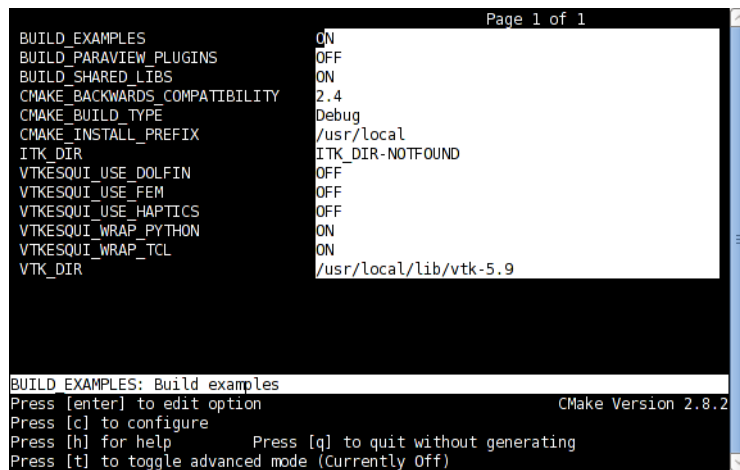 Page 1 of 1
BUILD_EXAMPLES ON
BUILD_PARAVIEW_PLUGINS OFF
BUILD_SHARED_LIBS ON
CMAKE_BACKWARDS_COMPATIBILITY 2.4
CMAKE_BUILD_TYPE Debug
CMAKE_INSTALL_PREFIX /usr/local
ITK_DIR ITK_DIR-NOTFOUND
VTKESQUI_USE_DOLFIN OFF
VTKESQUI_USE_FEM OFF
VTKESQUI_USE_HAPTICS OFF
VTKESQUI_WRAP_PYTHON ON
VTKESQUI_WRAP_TCL ON
VTK_DIR /usr/local/lib/vtk-5.9
BUILD_EXAMPLES: Build examples
Press [enter] to edit option CMake Version 2.8.2
Press [c] to configure
Press [h] for help Press [q] to quit without generating
Press [t] to toggle advanced mode (Currently Off)